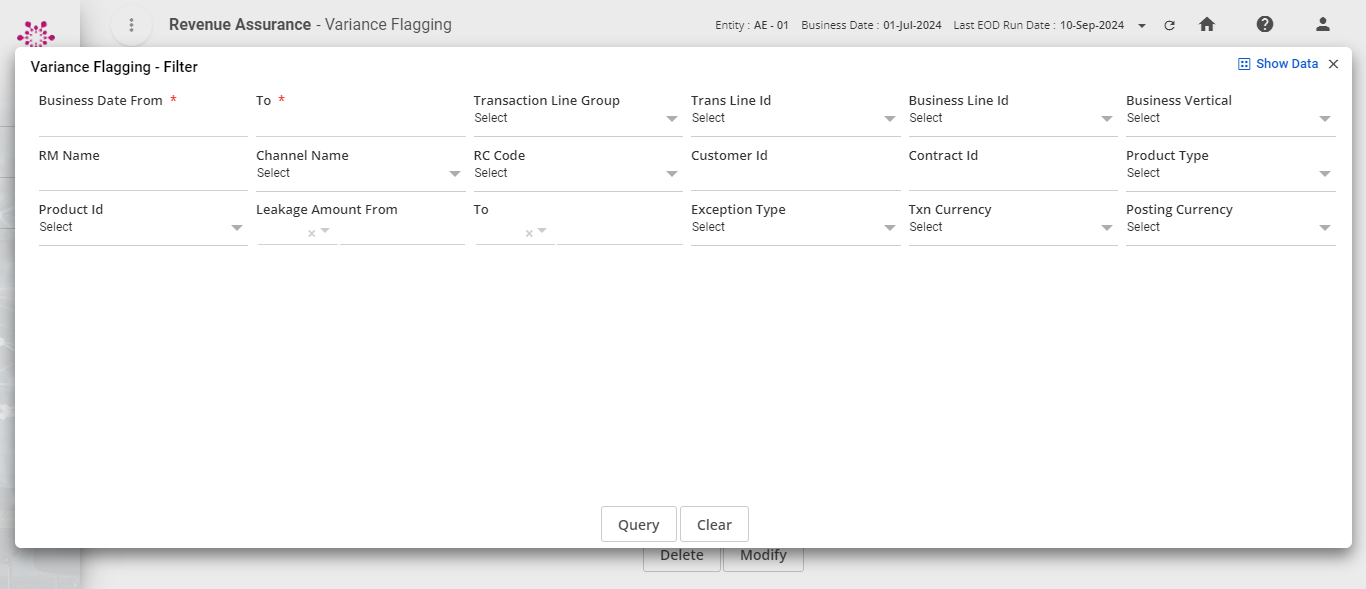 Revenue Assurance - Variance Flagging
Entity : AE - 01 Business Date : 01-Jul-2024 Last EOD Run Date : 10-Sep-2024
Variance Flagging - Filter
Show Data
Business Date From * To * Transaction Line Group Trans Line Id Business Line Id Business Vertical
Select Select Select Select
RM Name Channel Name RC Code Customer Id Contract Id Product Type
Select Select Select
Product Id Leakage Amount From To Exception Type Txn Currency Posting Currency
Select Select Select Select
Query Clear
Delete Modify